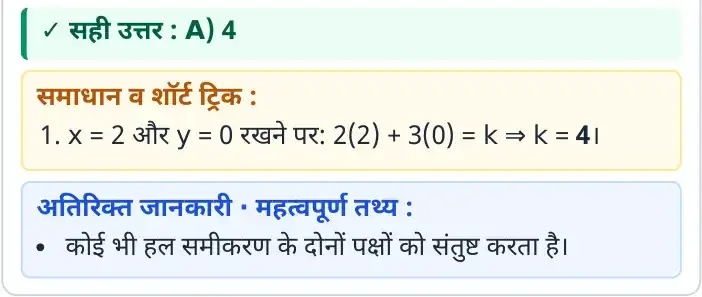 ✓ सही उत्तर : A) 4
समाधान व शॉर्ट ट्रिक :
1. x = 2 और y = 0 रखने पर: 2(2) + 3(0) = k ⇒ k = 4।
अतिरिक्त जानकारी · महत्वपूर्ण तथ्य :
• कोई भी हल समीकरण के दोनों पक्षों को संतुष्ट करता है।